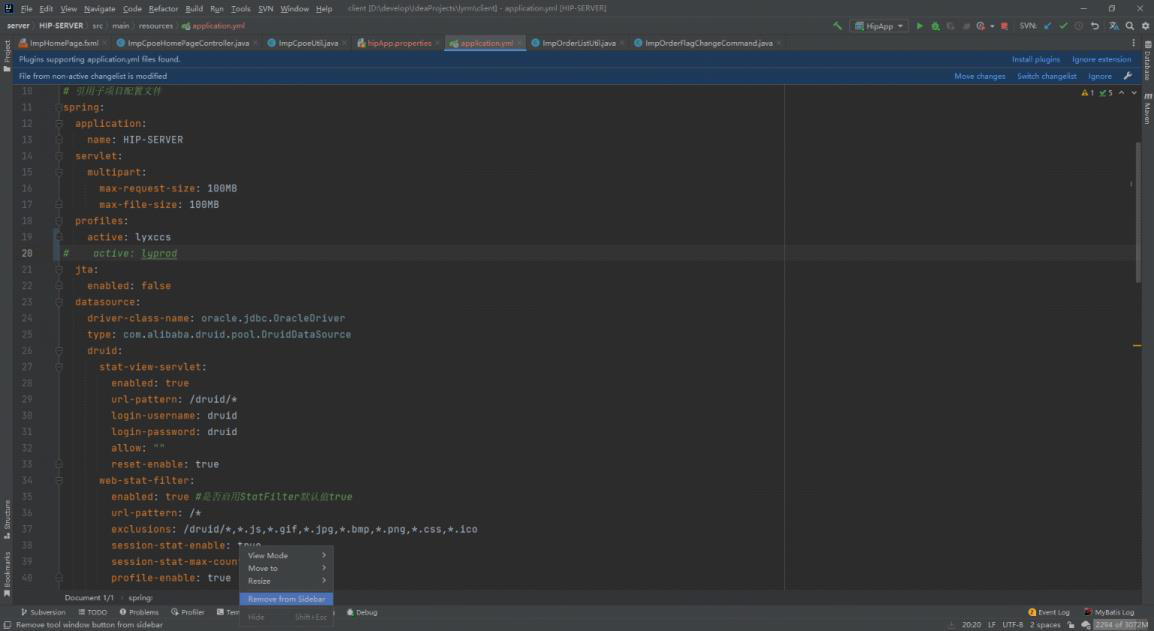 File Edit View Navigate Code Refactor Build Run Tools SVN Window Help client [D:\develop\IdeaProjects\lyrm\client] - application.yml [HIP-SERVER]
server HIP-SERVER src main resources application.yml HipApp SVN:
ImpHomePage.fxml ImpCpoeHomePageController.java ImpCpoeUtil.java hipApp.properties application.yml ImpOrderListUtil.java ImpOrderFlagChangeCommand.java
Plugins supporting application.yml files found. Install plugins Ignore extension
File from non-active changelist is modified Move changes Switch changelist Ignore
Project
Database
Maven
1 5
10 # 引用子项目配置文件
11 spring:
12 application:
13 name: HIP-SERVER
14 servlet:
15 multipart:
16 max-request-size: 100MB
17 max-file-size: 100MB
18 profiles:
19 active: lyxccs
20 # active: lyprod
21 jta:
22 enabled: false
23 datasource:
24 driver-class-name: oracle.jdbc.OracleDriver
25 type: com.alibaba.druid.pool.DruidDataSource
26 druid:
27 stat-view-servlet:
28 enabled: true
29 url-pattern: /druid/*
30 login-username: druid
31 login-password: druid
32 allow: ""
33 reset-enable: true
34 web-stat-filter:
35 enabled: true #是否启用StatFilter默认值true
36 url-pattern: /*
37 exclusions: /druid/*,*.js,*.gif,*.jpg,*.bmp,*.png,*.css,*.ico
38 session-stat-enable: true
39 session-stat-max-coun
40 profile-enable: true
View Mode
Move to
Resize
Remove from Sidebar
Hide Shift+Esc
Structure
Bookmarks
Document 1/1 spring:
Subversion TODO Problems Profiler Tern Debug Event Log MyBatis Log
Remove tool window button from sidebar 20:20 LF UTF-8 2 spaces 2294 of 3072M